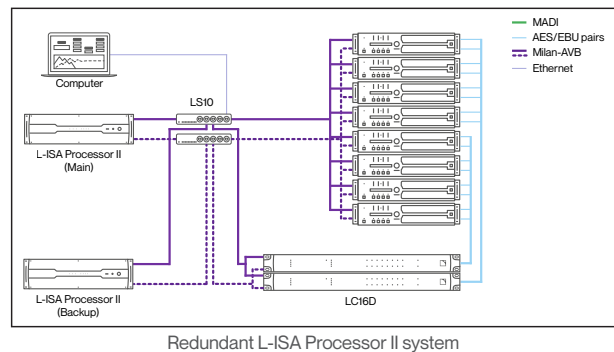 MADI
AES/EBU pairs
Milan-AVB
Ethernet
Computer
LS10
L-ISA Processor II
(Main)
L-ISA Processor II
(Backup)
LC16D
Redundant L-ISA Processor II system